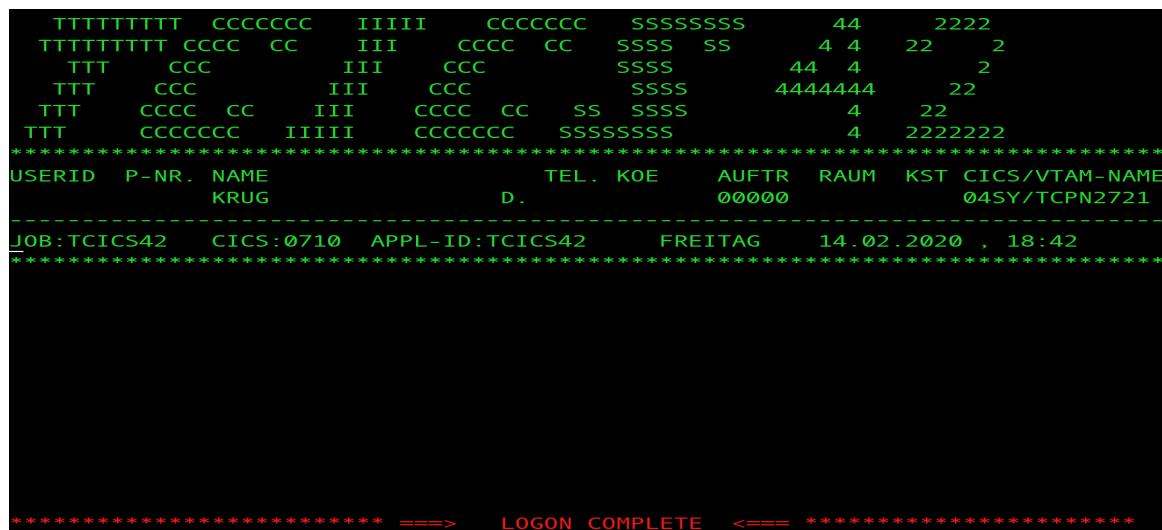 TTTTTTTTT  CCCCCCC   IIIII    CCCCCCC   SSSSSSSS      44     2222
TTTTTTTTT CCCC  CC    III    CCCC  CC   SSSS  SS      4 4   22    2
TTT    CCC         III    CCC         SSSS        44  4        2
TTT    CCC         III    CCC           SSSS      4444444     22
TTT    CCCC  CC    III    CCCC  CC   SS  SSSS           4    22
TTT     CCCCCCC   IIIII    CCCCCCC   SSSSSSSS            4   2222222
********************************************************************************
USERID  P-NR. NAME                   TEL. KOE    AUFTR  RAUM  KST CICS/VTAM-NAME
KRUG                D.             00000            04SY/TCPN2721
--------------------------------------------------------------------------------
JOB:TCICS42   CICS:0710  APPL-ID:TCICS42     FREITAG    14.02.2020 , 18:42
********************************************************************************
************************** ===>   LOGON COMPLETE  <=== ***********************